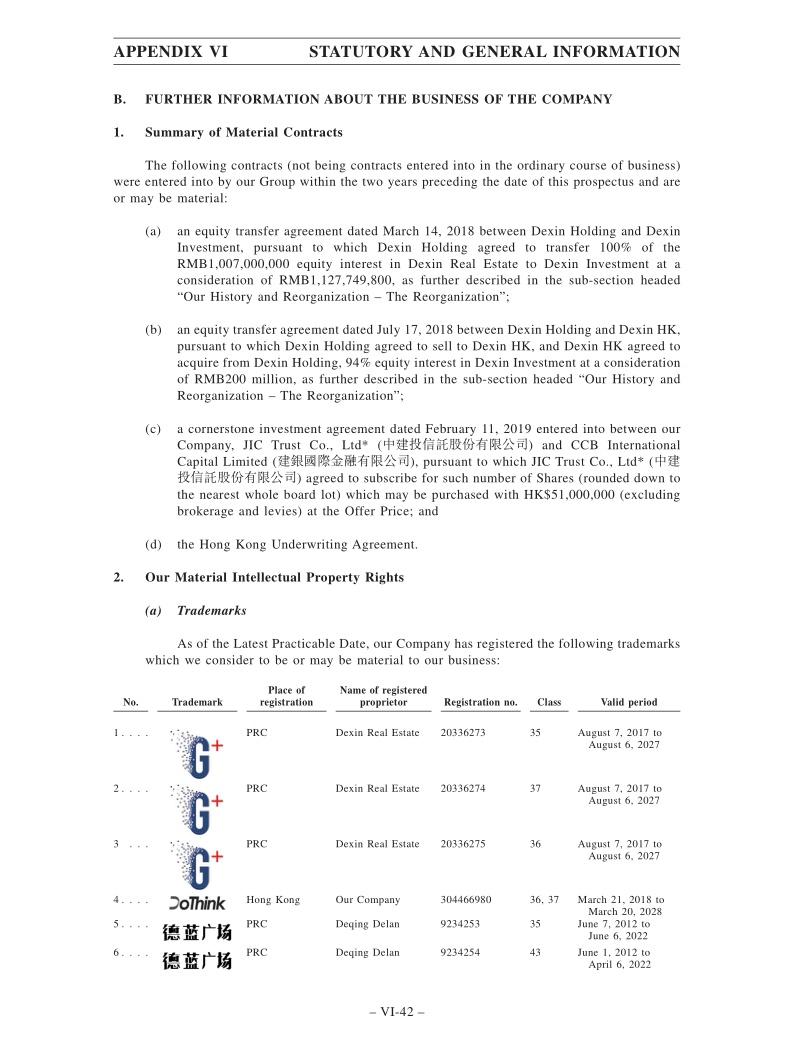 APPENDIX VI STATUTORY AND GENERAL INFORMATION
B. FURTHER INFORMATION ABOUT THE BUSINESS OF THE COMPANY
1. Summary of Material Contracts
The following contracts (not being contracts entered into in the ordinary course of business)
were entered into by our Group within the two years preceding the date of this prospectus and are
or may be material:
(a) an equity transfer agreement dated March 14, 2018 between Dexin Holding and Dexin
Investment, pursuant to which Dexin Holding agreed to transfer 100% of the
RMB1,007,000,000 equity interest in Dexin Real Estate to Dexin Investment at a
consideration of RMB1,127,749,800, as further described in the sub-section headed
“Our History and Reorganization – The Reorganization”;
(b) an equity transfer agreement dated July 17, 2018 between Dexin Holding and Dexin HK,
pursuant to which Dexin Holding agreed to sell to Dexin HK, and Dexin HK agreed to
acquire from Dexin Holding, 94% equity interest in Dexin Investment at a consideration
of RMB200 million, as further described in the sub-section headed “Our History and
Reorganization – The Reorganization”;
(c) a cornerstone investment agreement dated February 11, 2019 entered into between our
Company, JIC Trust Co., Ltd* (中建投信託股份有限公司) and CCB International
Capital Limited (建銀國際金融有限公司), pursuant to which JIC Trust Co., Ltd* (中建
投信託股份有限公司) agreed to subscribe for such number of Shares (rounded down to
the nearest whole board lot) which may be purchased with HK$51,000,000 (excluding
brokerage and levies) at the Offer Price; and
(d) the Hong Kong Underwriting Agreement.
2. Our Material Intellectual Property Rights
(a) Trademarks
As of the Latest Practicable Date, our Company has registered the following trademarks
which we consider to be or may be material to our business:
Place of Name of registered
No. Trademark registration proprietor Registration no. Class Valid period
1 . . . . G+ PRC Dexin Real Estate 20336273 35 August 7, 2017 to
August 6, 2027
2 . . . . G+ PRC Dexin Real Estate 20336274 37 August 7, 2017 to
August 6, 2027
3 . . . G+ PRC Dexin Real Estate 20336275 36 August 7, 2017 to
August 6, 2027
4 . . . . DoThink Hong Kong Our Company 304466980 36, 37 March 21, 2018 to
March 20, 2028
5 . . . . 德蓝广场 PRC Deqing Delan 9234253 35 June 7, 2012 to
June 6, 2022
6 . . . . 德蓝广场 PRC Deqing Delan 9234254 43 June 1, 2012 to
April 6, 2022
– VI-42 –